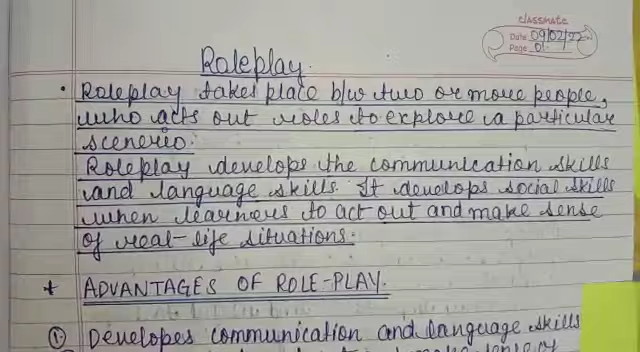 classmate
Date 09/02/22
Page 01.
Roleplay.
• Roleplay takes place b/w two or more people,
who acts out roles to explore a particular
scenerio.
Roleplay develops the communication skills
and language skills. It develops social skills
when learners to act out and make sense
of real-life situations.
* ADVANTAGES OF ROLE-PLAY.
① Developes communication and language skills
make sense of